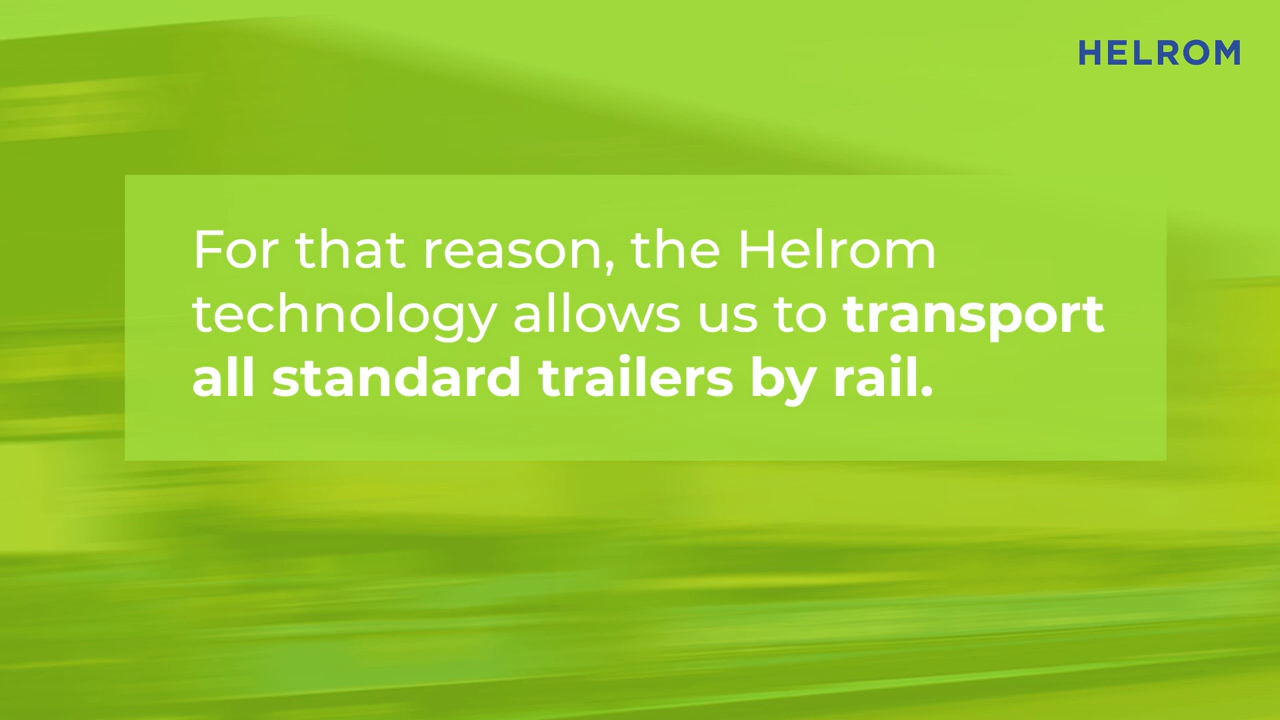 HELROM
For that reason, the Helrom
technology allows us to transport
all standard trailers by rail.